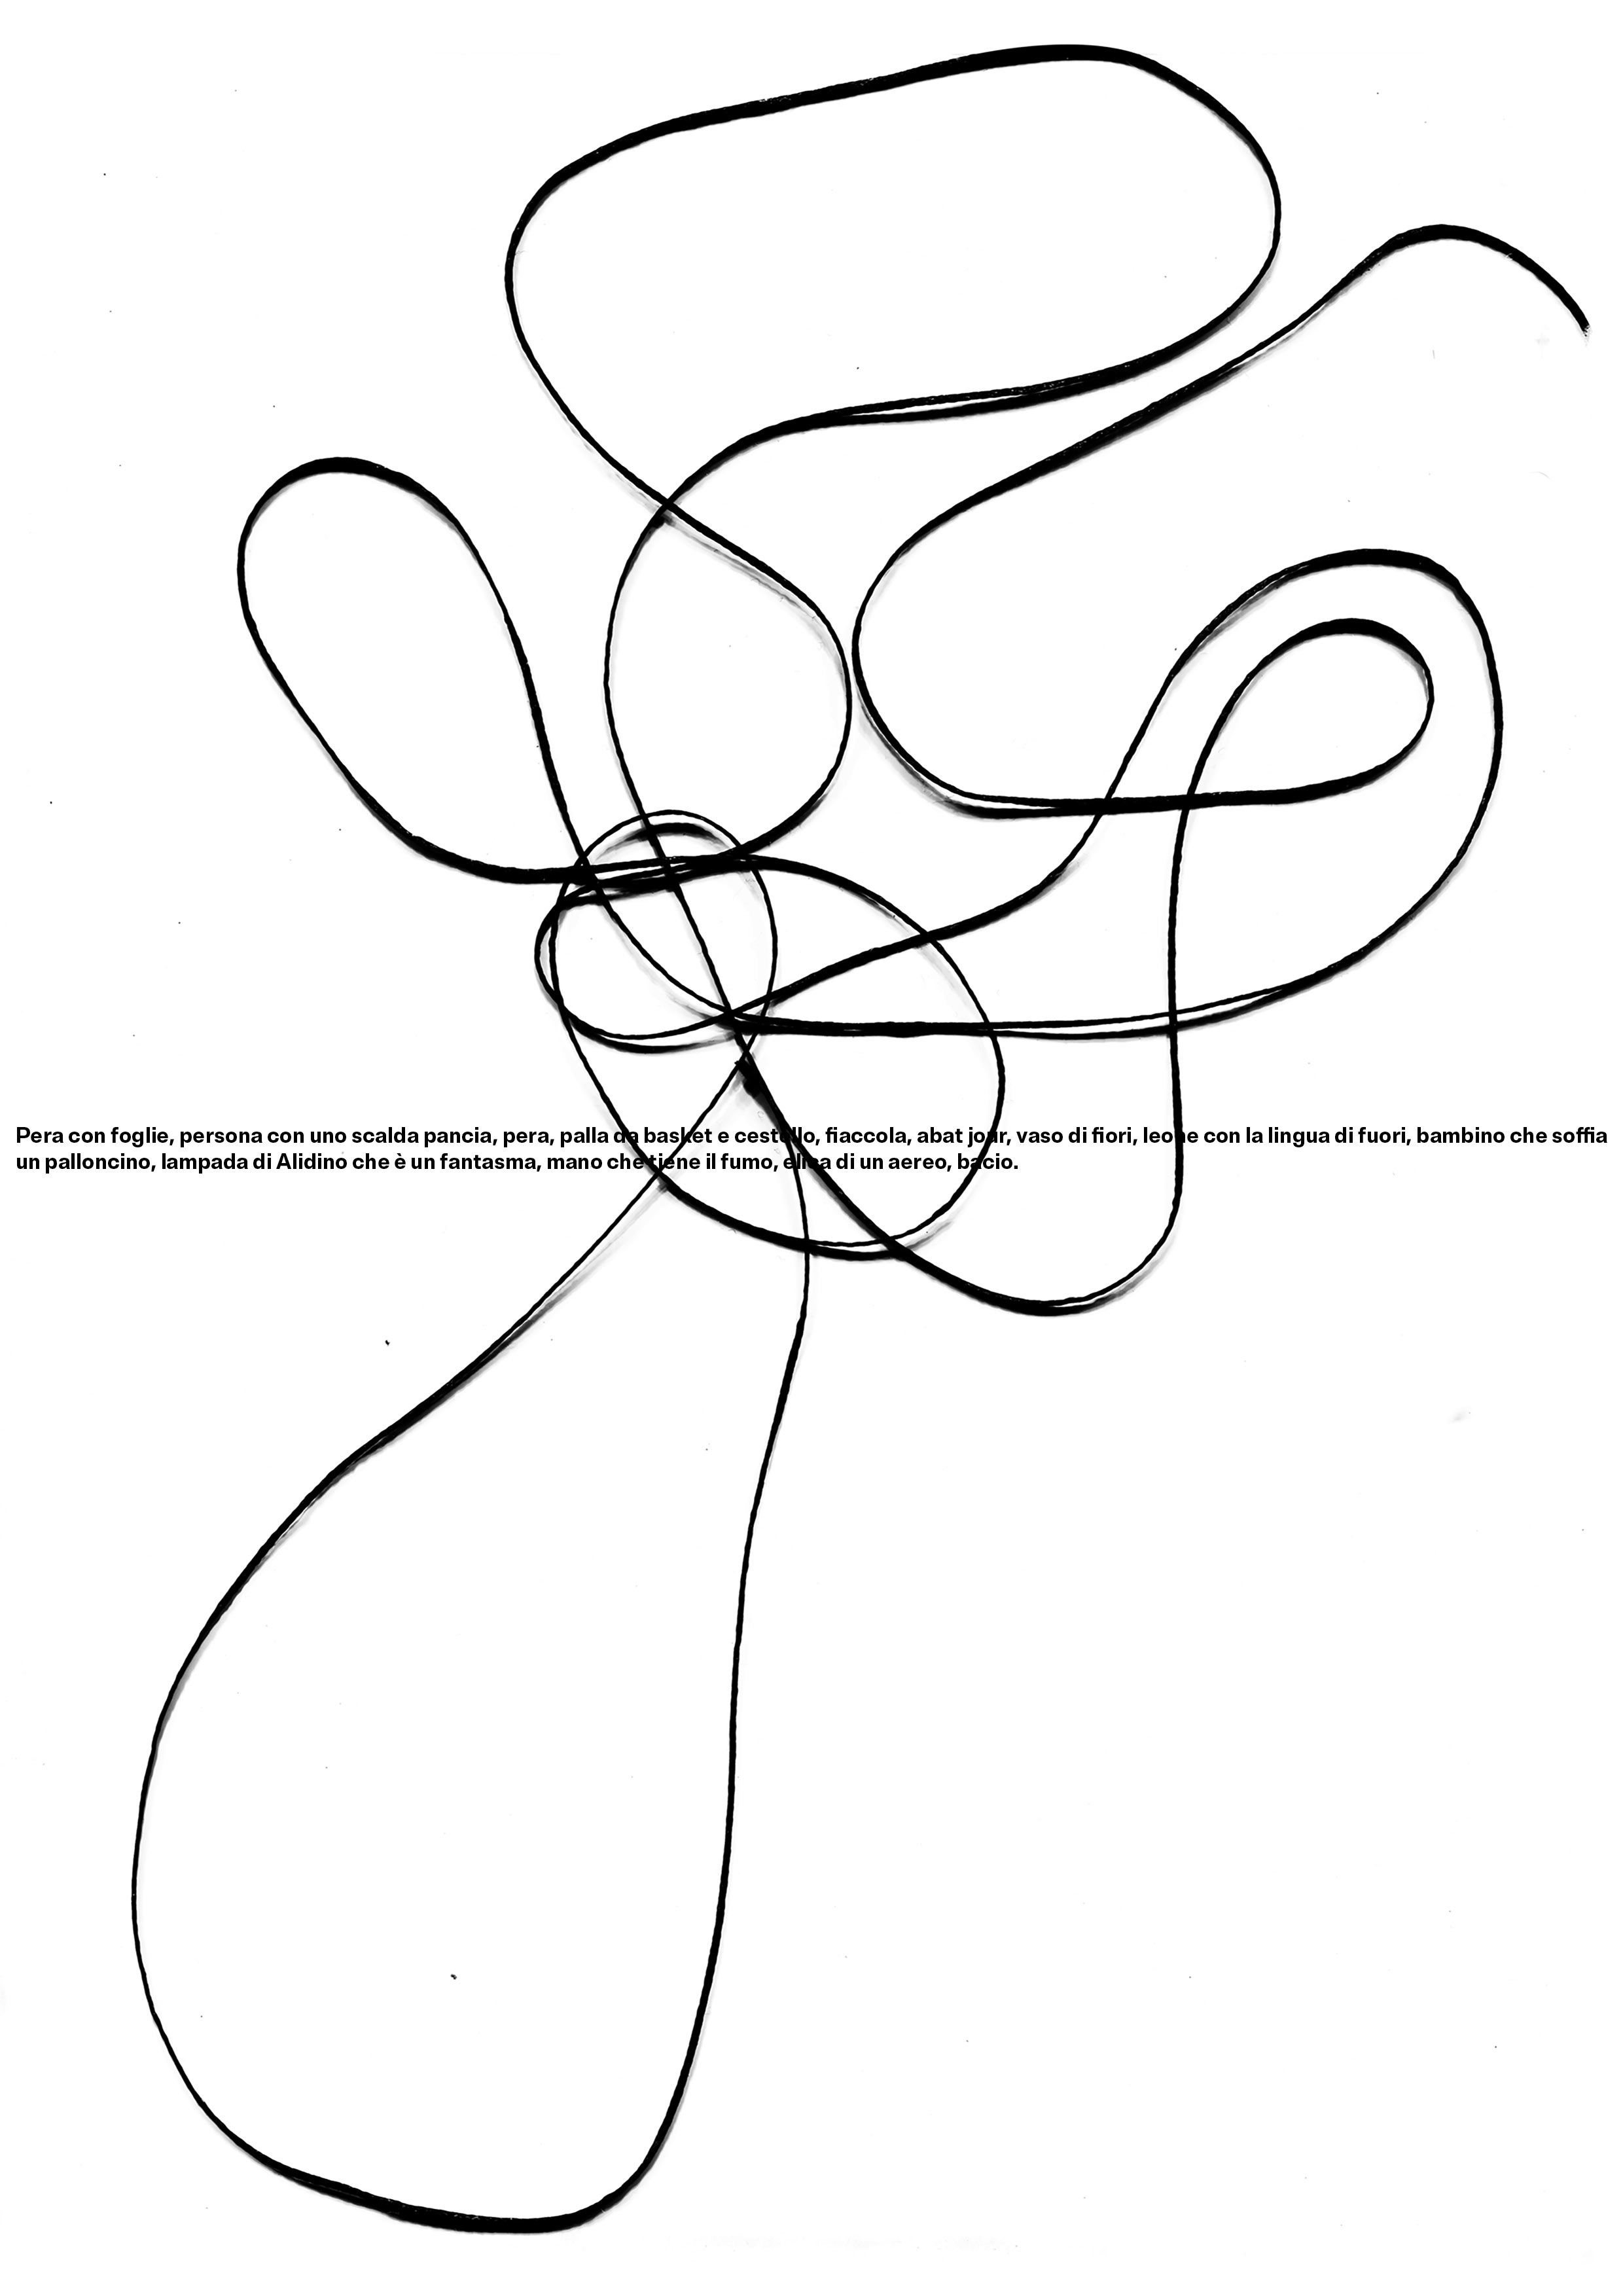 Pera con foglie, persona con uno scalda pancia, pera, palla da basket e cestello, fiaccola, abat jour, vaso di fiori, leone con la lingua di fuori, bambino che soffia
un palloncino, lampada di Alidino che è un fantasma, mano che tiene il fumo, elica di un aereo, bacio.